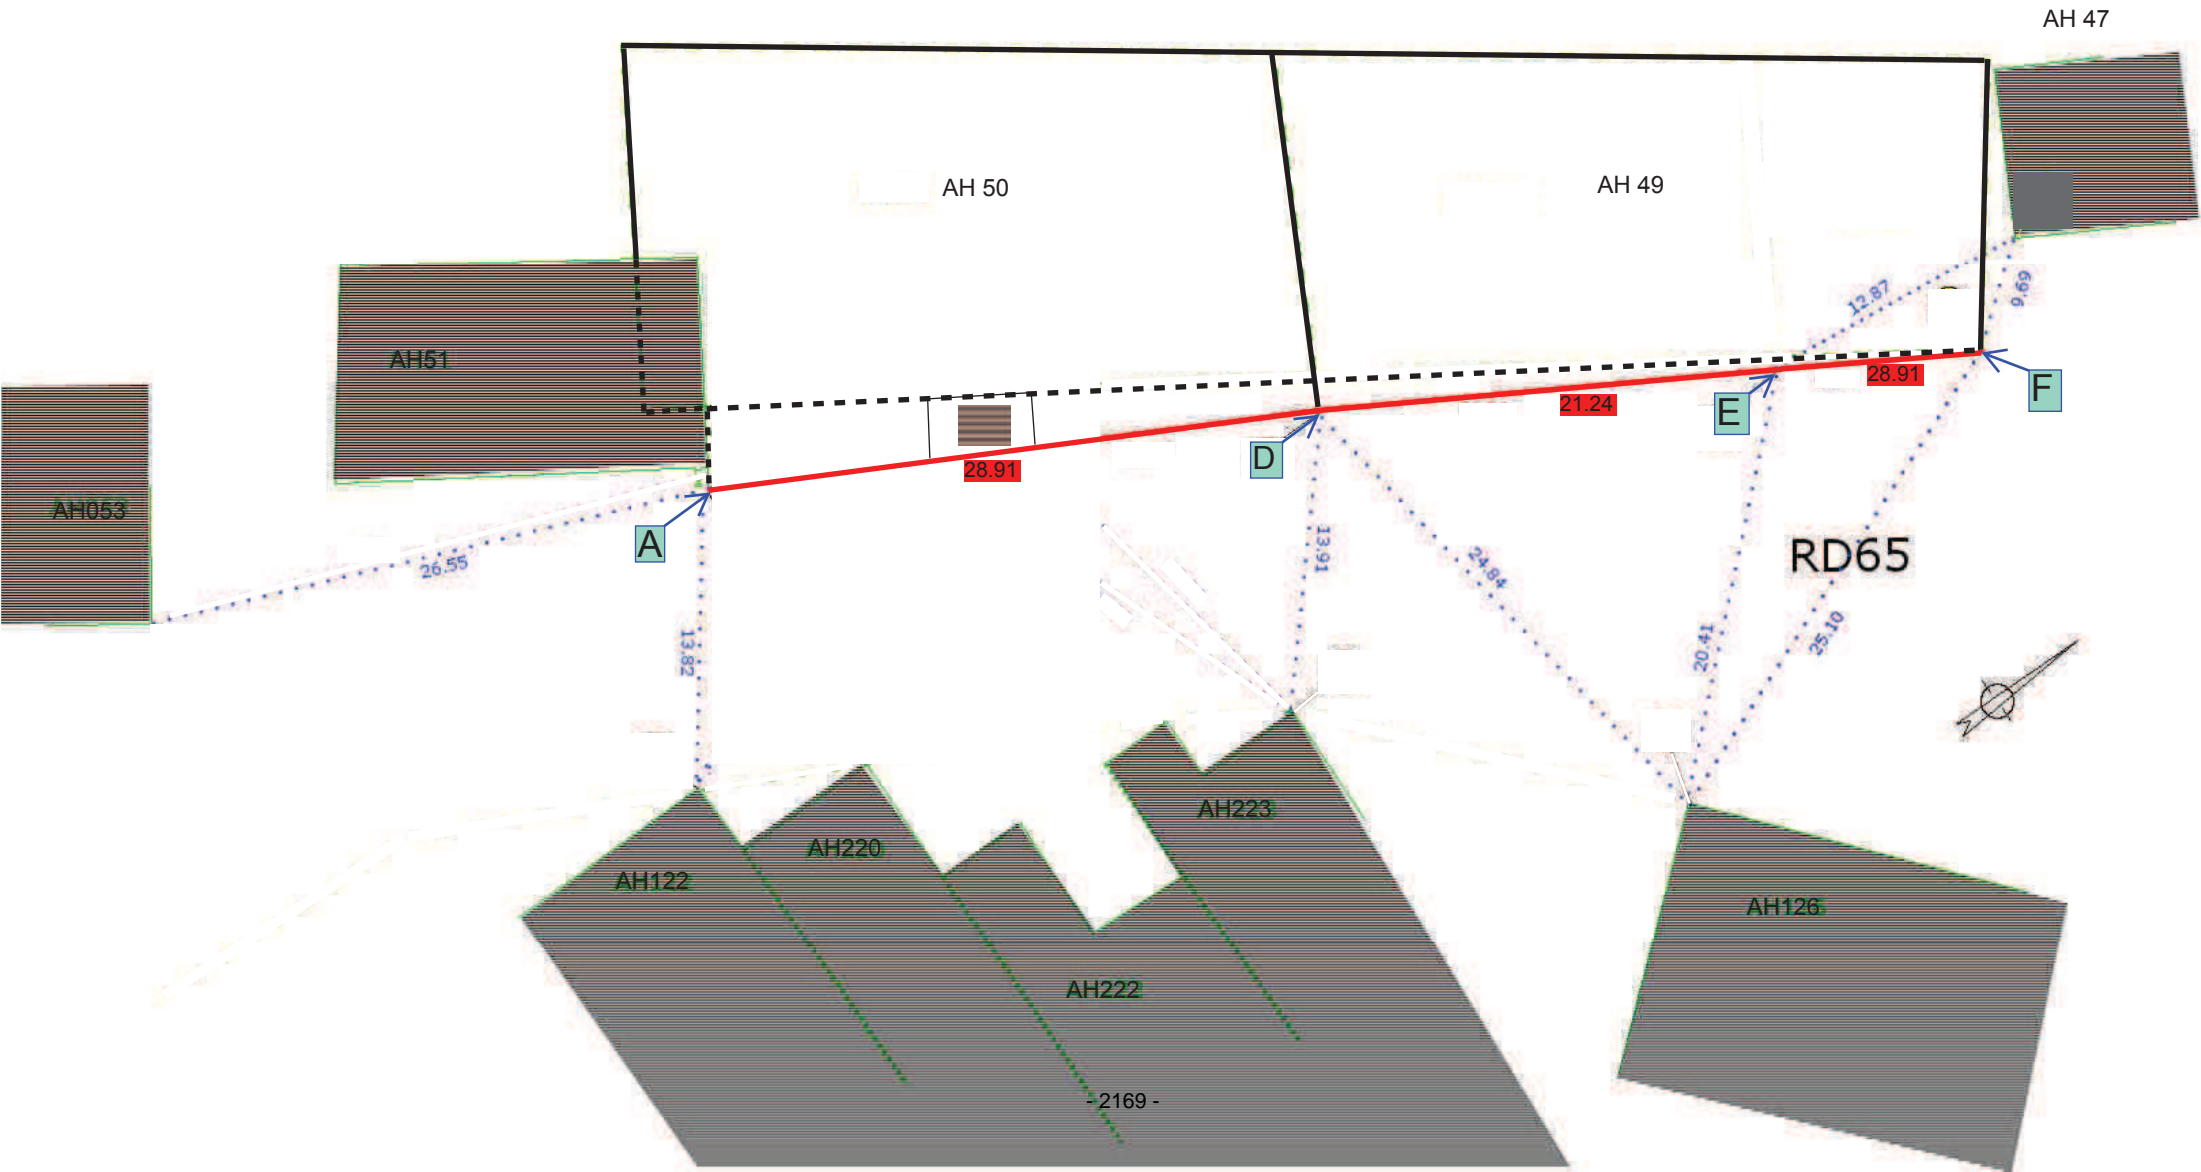 AH 47
AH 50
AH 49
12.87
9.69
AH51
28.91
F
21.24
E
D
28.91
AH053
A
26.55
13.91
24.84
RD65
13.82
20.41
25.10
AH223
AH220
AH122
AH126
AH222
- 2169 -